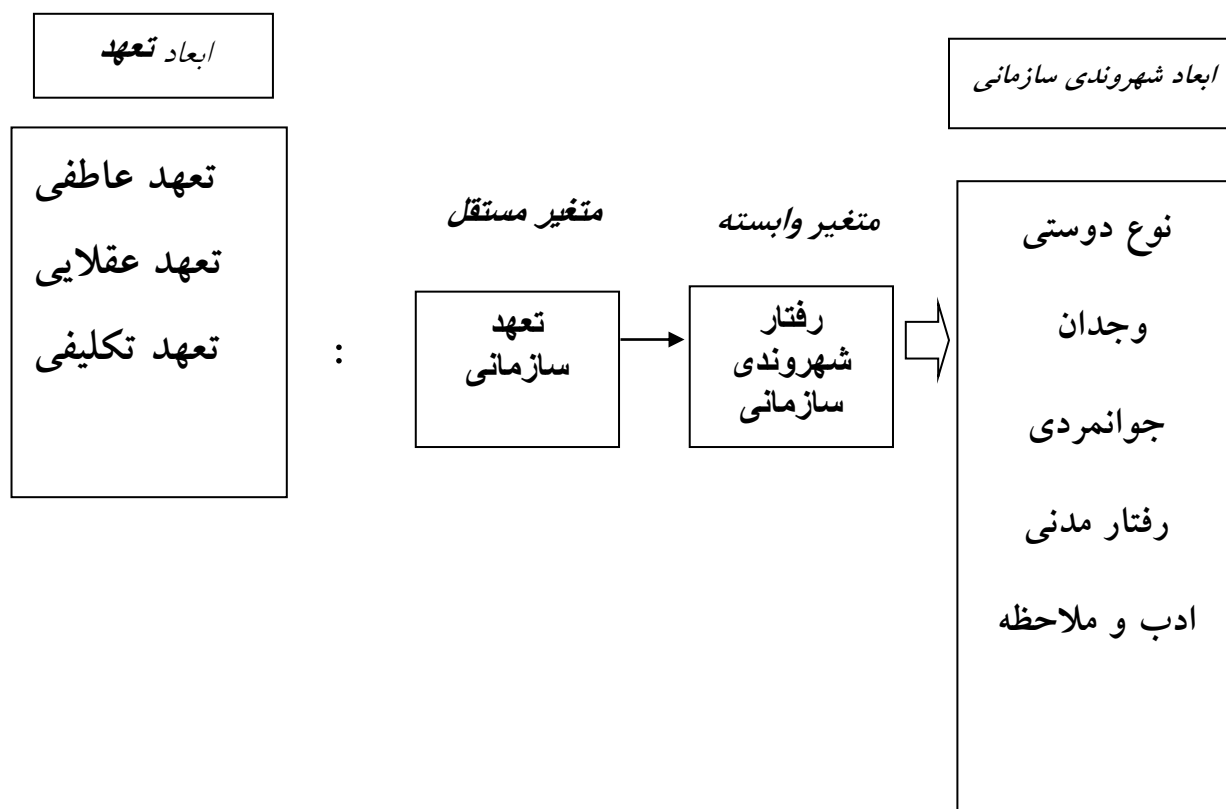 ابعاد تعهد
تعهد عاطفی
تعهد عقلایی
تعهد تکلیفی
:
متغیر مستقل
تعهد
سازمانی
متغیر وابسته
رفتار
شهروندی
سازمانی
ابعاد شهروندی سازمانی
نوع دوستی
وجدان
جوانمردی
رفتار مدنی
ادب و ملاحظه